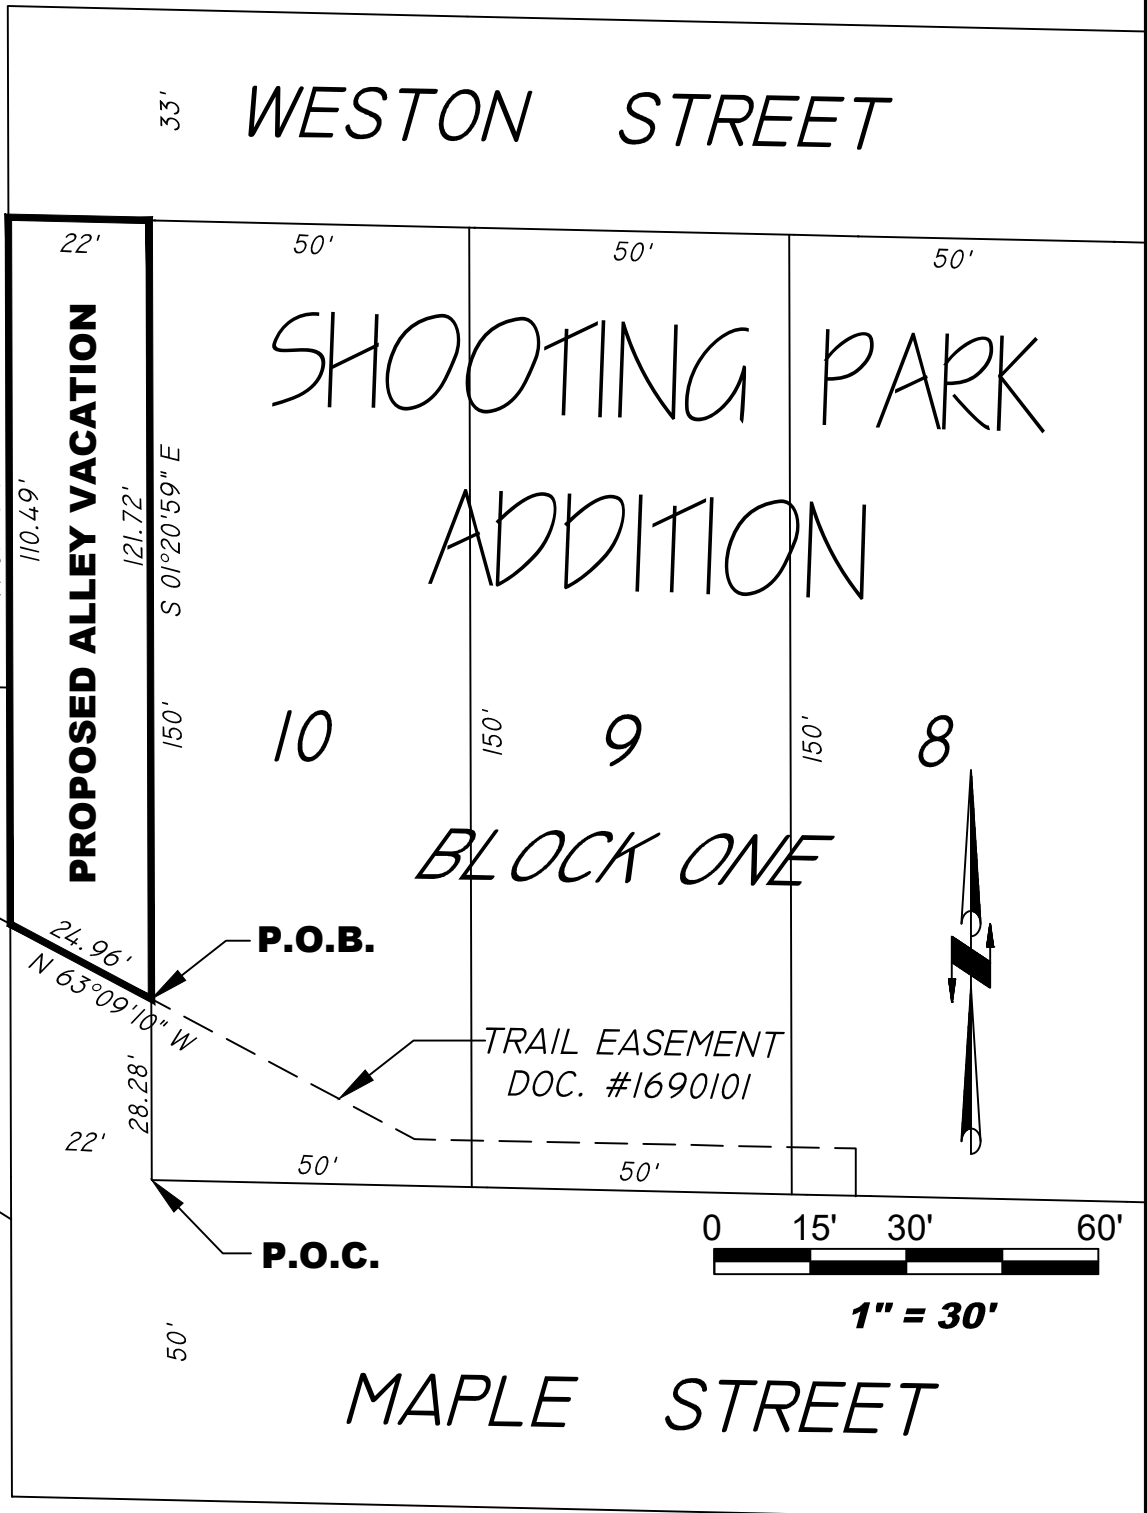 WESTON STREET
33'
22'
50'
50'
50'
SHOOTING PARK
ADDITION
PROPOSED ALLEY VACATION
110.49'
121.72'
S 01°20'59" E
150'
10
150'
9
150'
8
BLOCK ONE
24.96'
N 63°09'10" W
P.O.B.
TRAIL EASEMENT
DOC. #1690101
28.28'
22'
50'
50'
P.O.C.
0 15' 30' 60'
1" = 30'
50'
MAPLE STREET